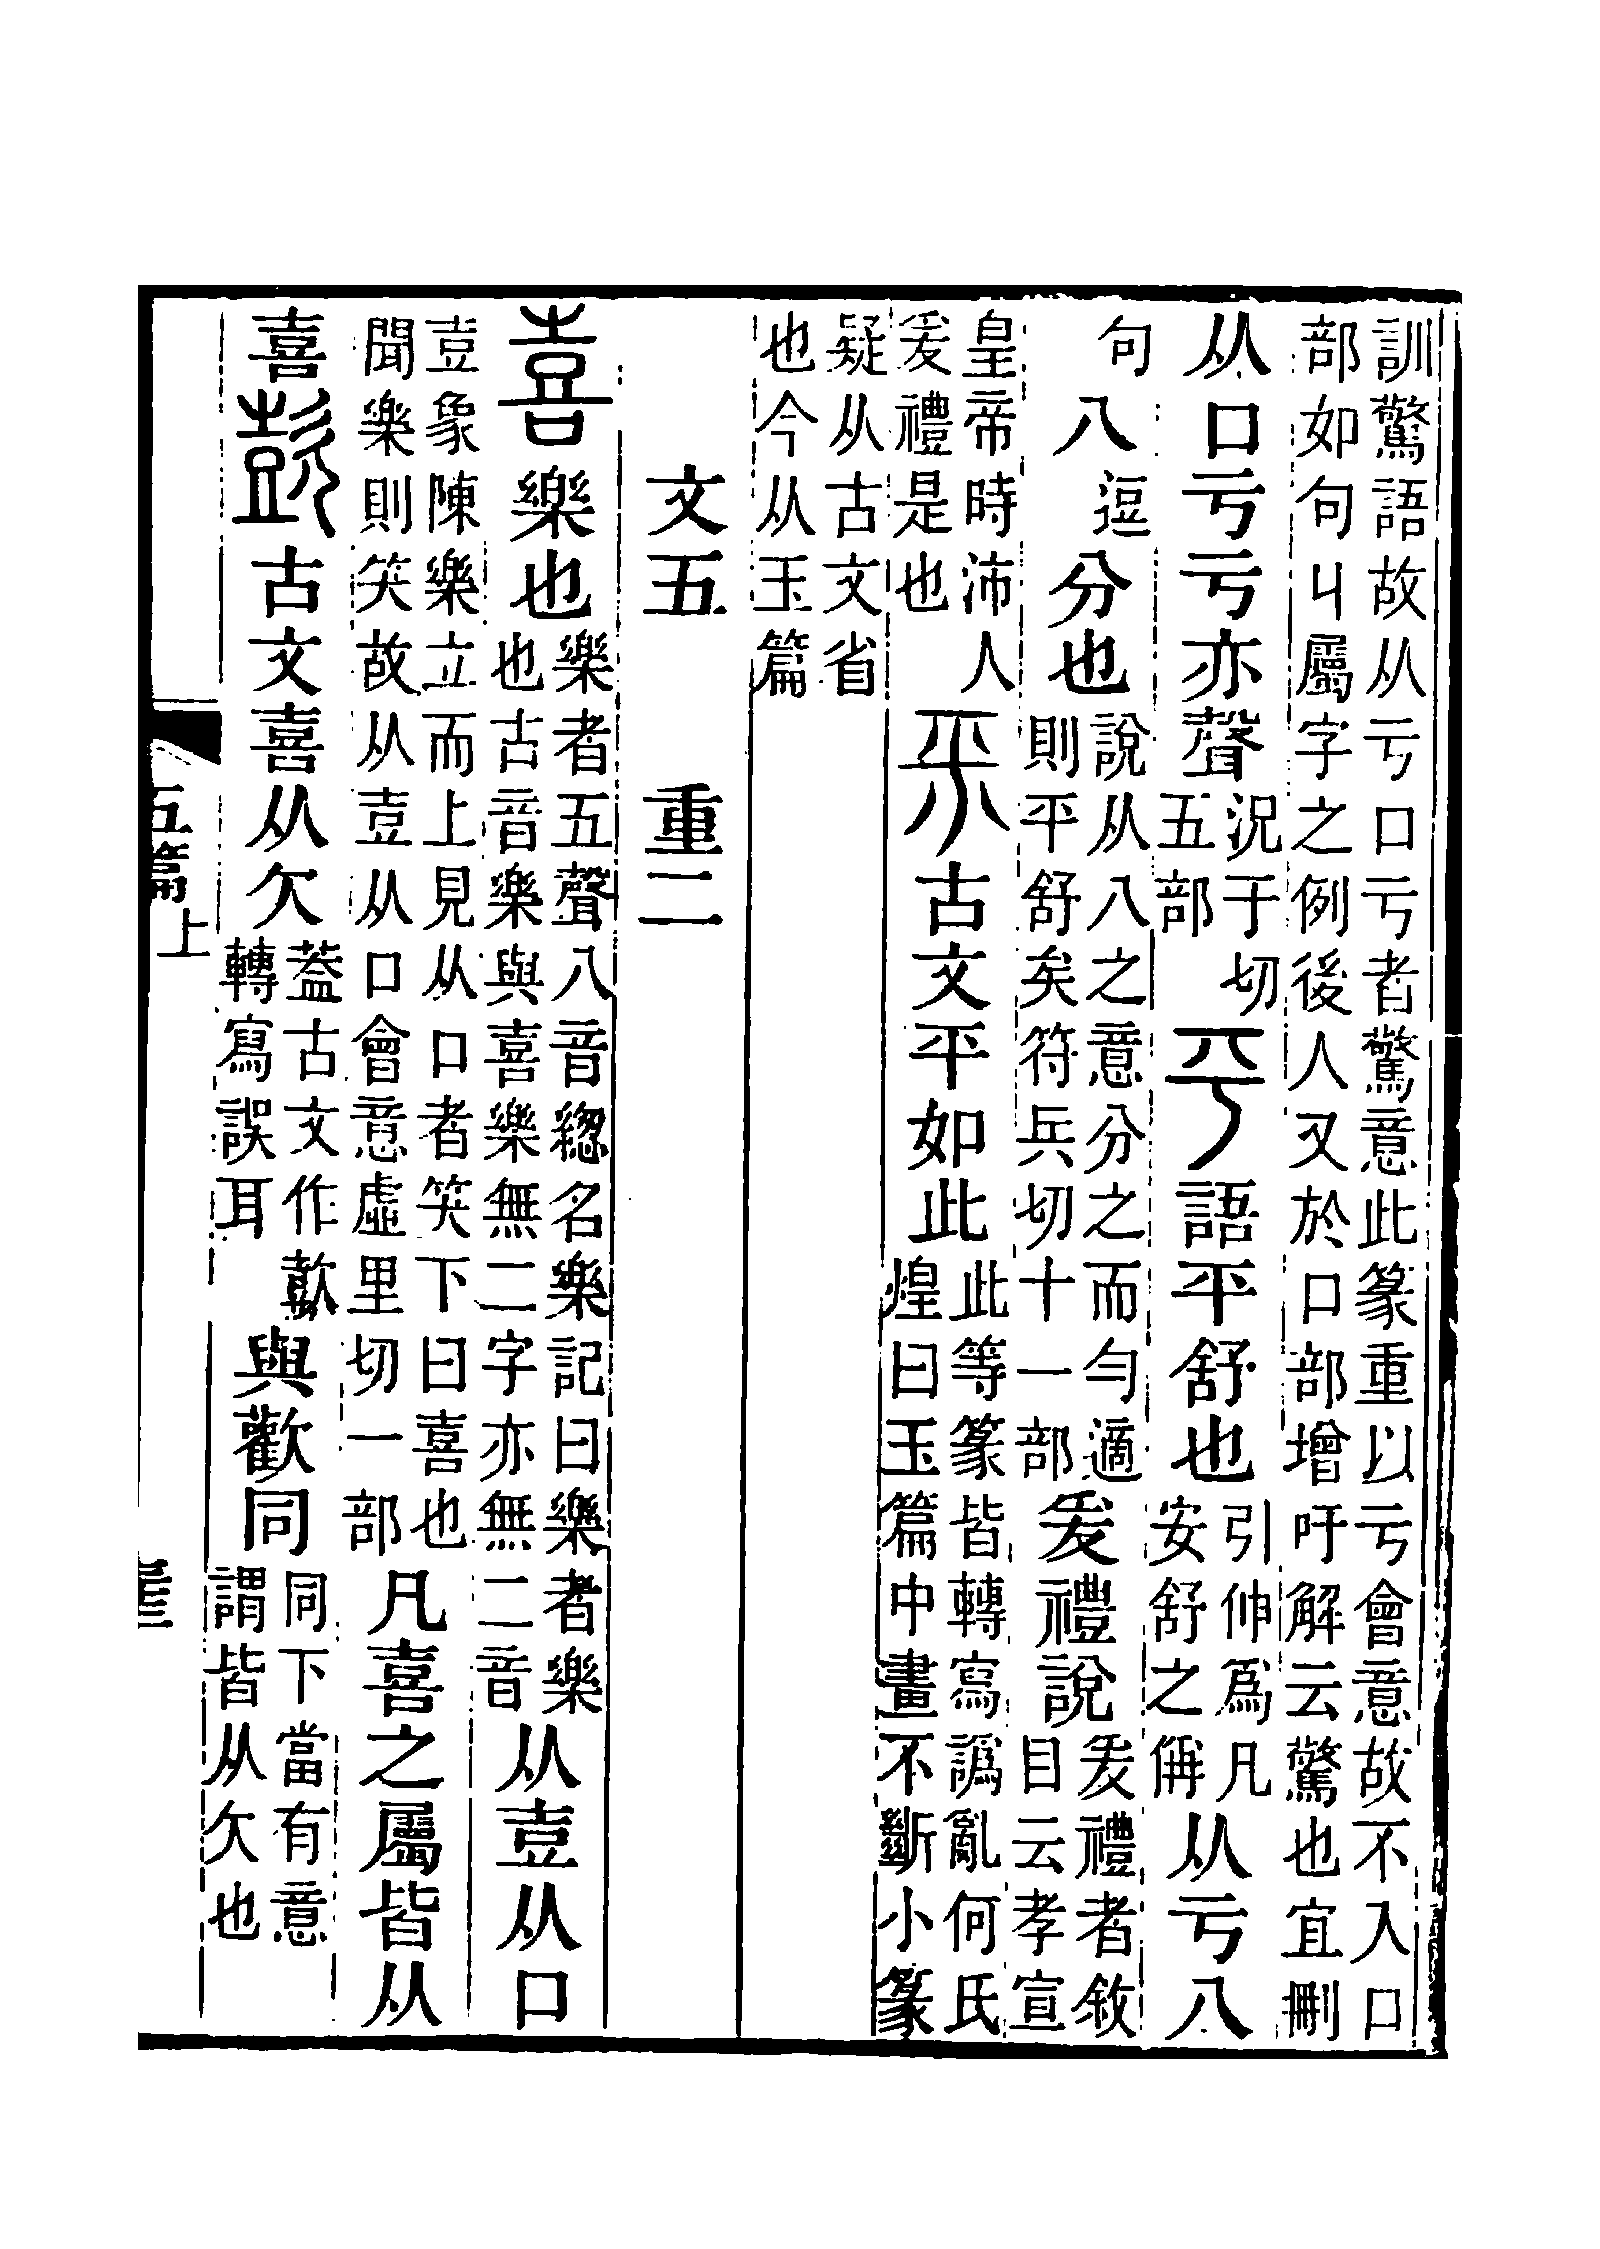 訓驚語故从亏口亏者驚意此篆重以亏會意故不入口
部如句丩屬字之例後人又於口部增吁解云驚也宜刪
从口亏亏亦聲況于切五部平語平舒也引伸爲凡安舒之偁从亏八
句八逗分也說从八之意分之而勻適則平舒矣符兵切十一部爰禮說爰禮者敘目云孝宣
皇帝時沛人爰禮是也古文平如此此等篆皆轉寫譌亂何氏煌曰玉篇中畫不斷小篆
疑从古文省也今从玉篇
文五　重二
喜樂也樂者五聲八音緫名樂記曰樂者樂也古音樂與喜樂無二字亦無二音从壴从口
壴象陳樂立而上見从口者笑下曰喜也聞樂則笑故从壴从口會意虛里切一部凡喜之屬皆从
喜古文喜从欠蓋古文作歖轉寫誤耳與歡同同下當有意謂皆从欠也
五篇上